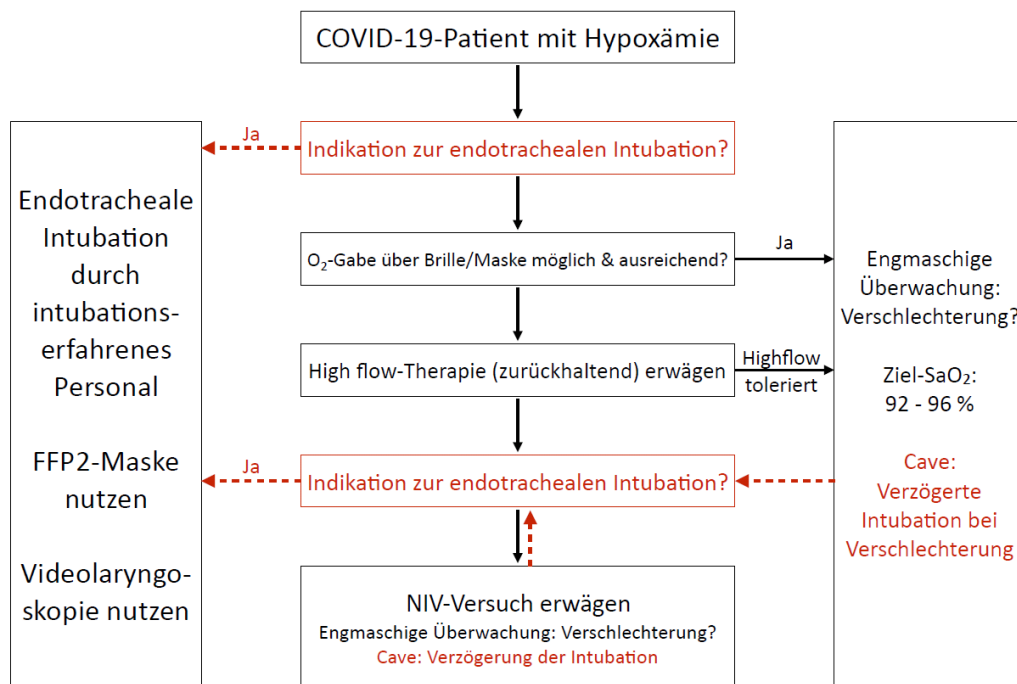 COVID-19-Patient mit Hypoxämie
Ja
Indikation zur endotrachealen Intubation?
O₂-Gabe über Brille/Maske möglich & ausreichend?
Ja
High flow-Therapie (zurückhaltend) erwägen
Highflow
toleriert
Ja
Indikation zur endotrachealen Intubation?
NIV-Versuch erwägen
Engmaschige Überwachung: Verschlechterung?
Cave: Verzögerung der Intubation
Endotracheale
Intubation
durch
intubations-
erfahrenes
Personal
FFP2-Maske
nutzen
Videolaryngo-
skopie nutzen
Engmaschige
Überwachung:
Verschlechterung?
Ziel-SaO₂:
92 - 96 %
Cave:
Verzögerte
Intubation bei
Verschlechterung